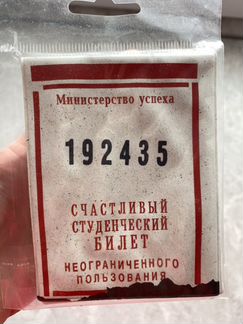 Министерство успеха
192435
СЧАСТЛИВЫЙ
СТУДЕНЧЕСКИЙ
БИЛЕТ
НЕОГРАНИЧЕННОГО
ПОЛЬЗОВАНИЯ